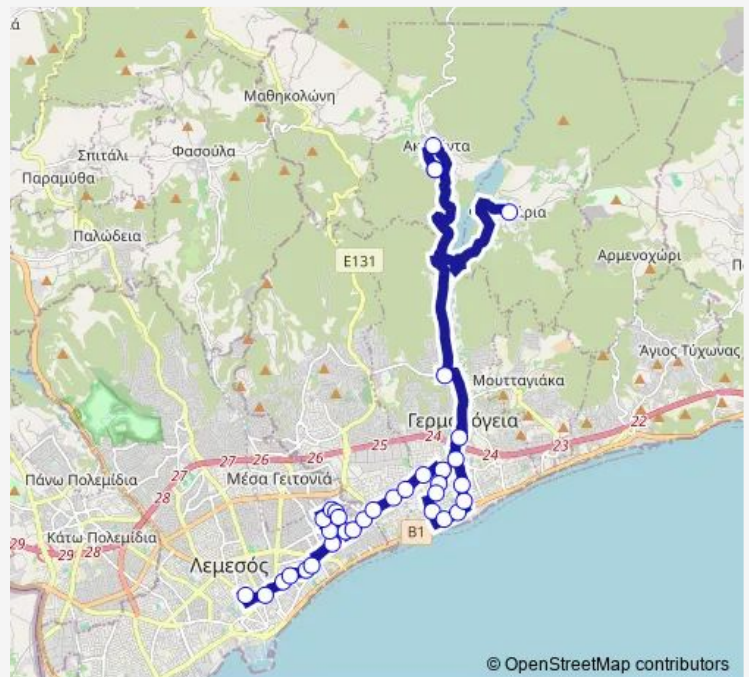 Μαθηκολώνη
Σπιτάλι
Φασούλα
Παραμύθα
Παλώδεια
E131
Αρμενοχώρι
Άγιος Τύχωνας
Μουτταγιάκα
22
23
24
24
25
26
26
27
27
28
Πάνω Πολεμίδια
Μέσα Γειτονιά
Κάτω Πολεμίδια
29
28
29
B1
Λεμεσός
© OpenStreetMap contributors